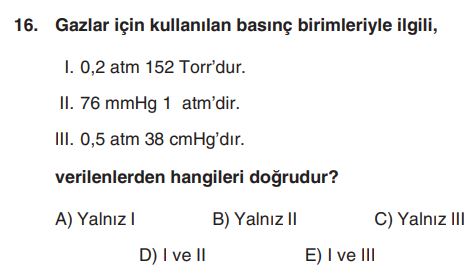 16. Gazlar için kullanılan basınç birimleriyle ilgili,
I. 0,2 atm 152 Torr’dur.
II. 76 mmHg 1 atm’dir.
III. 0,5 atm 38 cmHg’dır.
verilenlerden hangileri doğrudur?
A) Yalnız I B) Yalnız II C) Yalnız III
D) I ve II E) I ve III